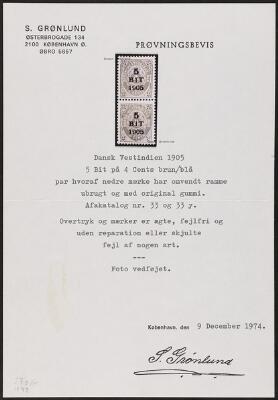 S. GRØNLUND
ØSTERBROGADE 134
2100 KØBENHAVN Ø.
ØBRO 5657
PRØVNINGSBEVIS
5
BIT
1905
5
BIT
1905
Dansk Vestindien 1905
5 Bit på 4 Cents brun/blå
par hvoraf nedre mærke har omvendt ramme
ubrugt og med original gummi.
Afakatalog nr. 33 og 33 y.
Overtryk og mærker er ægte, fejlfri og
uden reparation eller skjulte
fejl af nogen art.
---
Foto vedføjet.
København, den 9 December 1974.
S. Grønlund